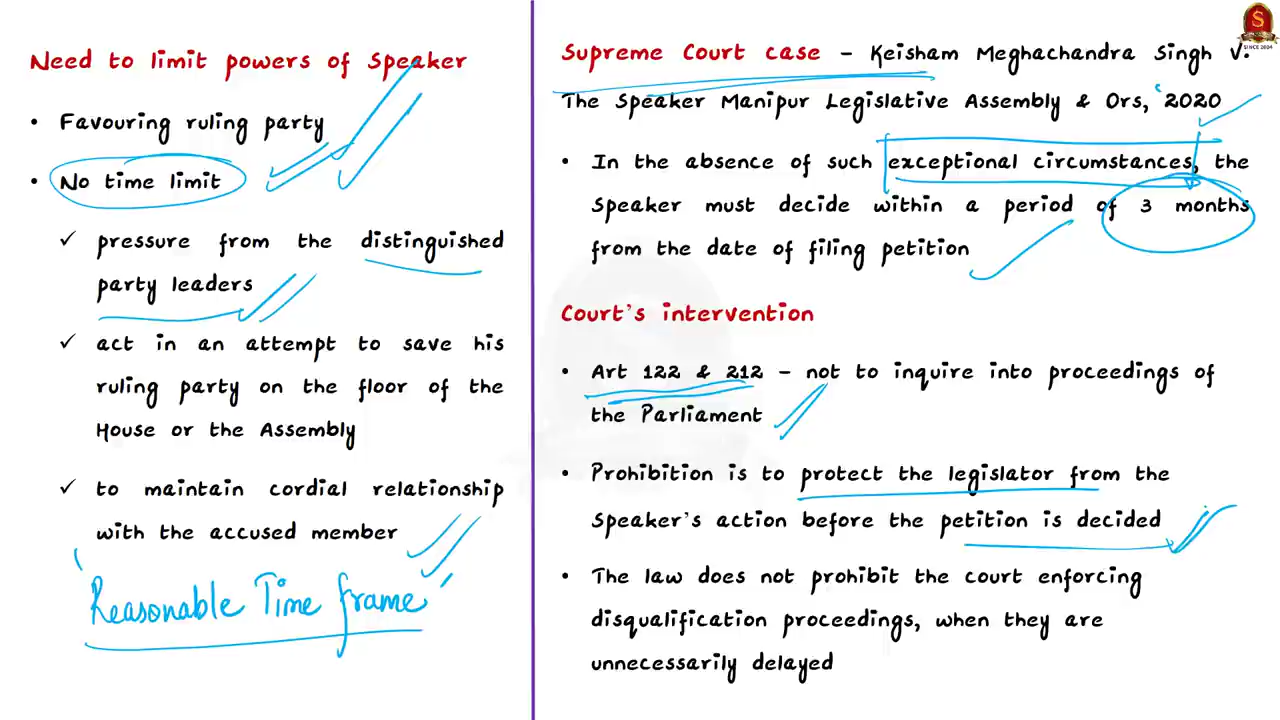 Need to limit powers of Speaker
• Favouring ruling party
• No time limit
✓ pressure from the distinguished
party leaders
✓ act in an attempt to save his
ruling party on the floor of the
House or the Assembly
✓ to maintain cordial relationship
with the accused member
"Reasonable Time frame"
Supreme Court case – Keisham Meghachandra Singh v.
The Speaker Manipur Legislative Assembly & Ors, 2020
• In the absence of such exceptional circumstances, the
Speaker must decide within a period of 3 months
from the date of filing petition
Court's intervention
• Art 122 & 212 – not to inquire into proceedings of
the Parliament
• Prohibition is to protect the legislator from the
Speaker's action before the petition is decided
• The law does not prohibit the court enforcing
disqualification proceedings, when they are
unnecessarily delayed
S
SINCE 2004